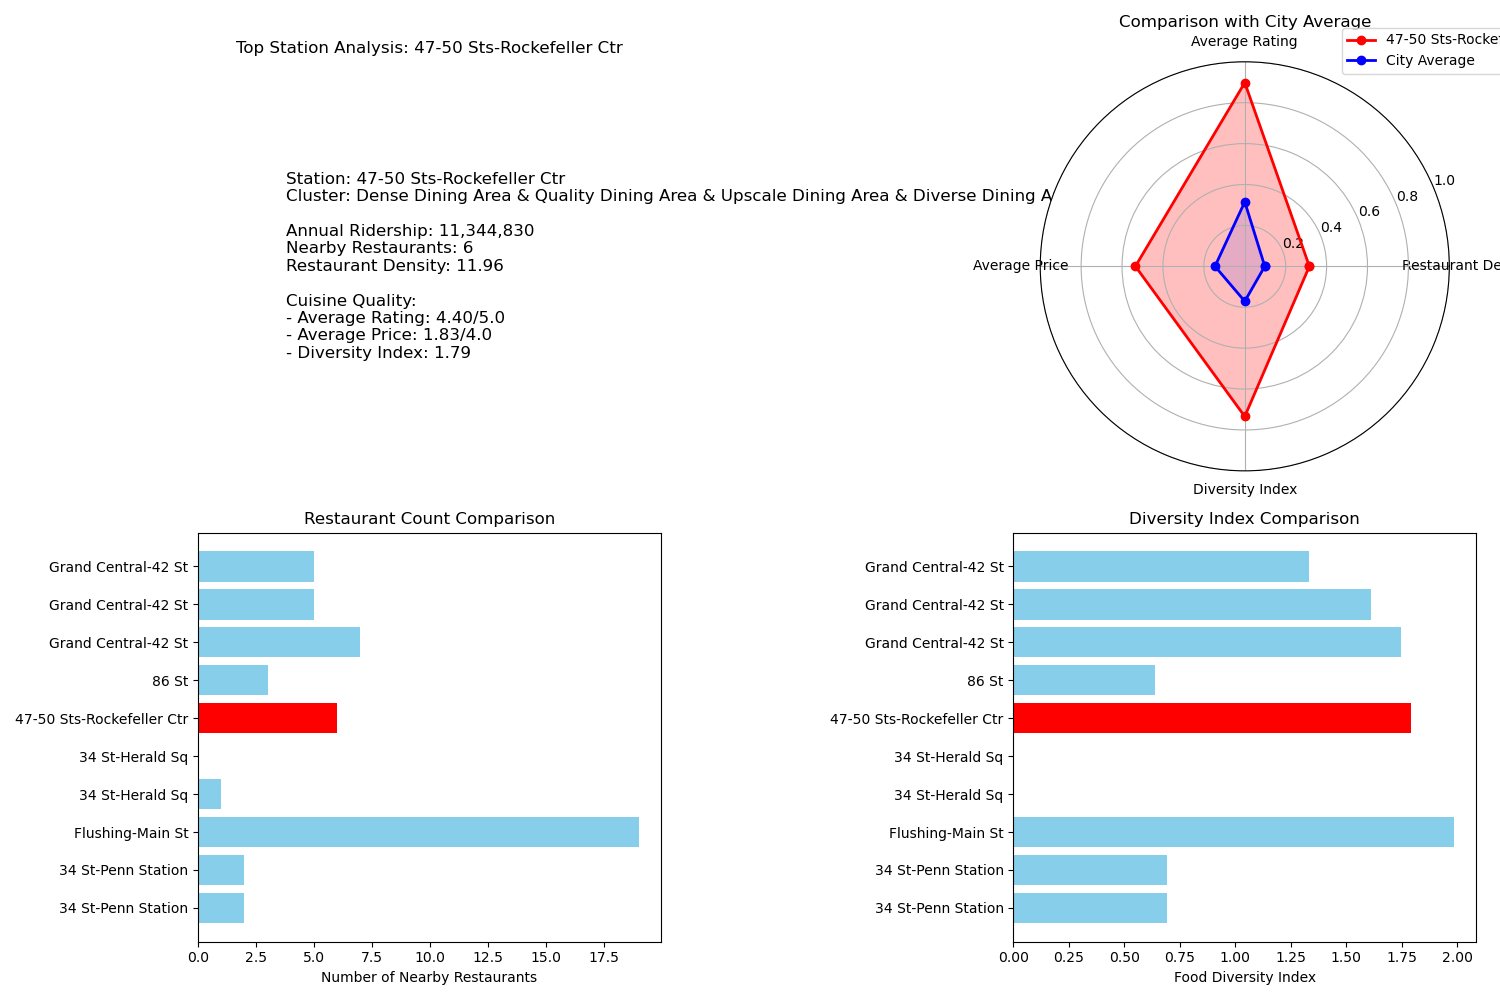 Top Station Analysis: 47-50 Sts-Rockefeller Ctr
Station: 47-50 Sts-Rockefeller Ctr
Cluster: Dense Dining Area & Quality Dining Area & Upscale Dining Area & Diverse Dining A
Annual Ridership: 11,344,830
Nearby Restaurants: 6
Restaurant Density: 11.96
Cuisine Quality:
- Average Rating: 4.40/5.0
- Average Price: 1.83/4.0
- Diversity Index: 1.79
Comparison with City Average
Average Rating
47-50 Sts-Rockef
City Average
1.0
0.8
0.6
0.4
0.2
Average Price
Restaurant De
Diversity Index
Restaurant Count Comparison
Grand Central-42 St
Grand Central-42 St
Grand Central-42 St
86 St
47-50 Sts-Rockefeller Ctr
34 St-Herald Sq
34 St-Herald Sq
Flushing-Main St
34 St-Penn Station
34 St-Penn Station
0.0 2.5 5.0 7.5 10.0 12.5 15.0 17.5
Number of Nearby Restaurants
Diversity Index Comparison
Grand Central-42 St
Grand Central-42 St
Grand Central-42 St
86 St
47-50 Sts-Rockefeller Ctr
34 St-Herald Sq
34 St-Herald Sq
Flushing-Main St
34 St-Penn Station
34 St-Penn Station
0.00 0.25 0.50 0.75 1.00 1.25 1.50 1.75 2.00
Food Diversity Index